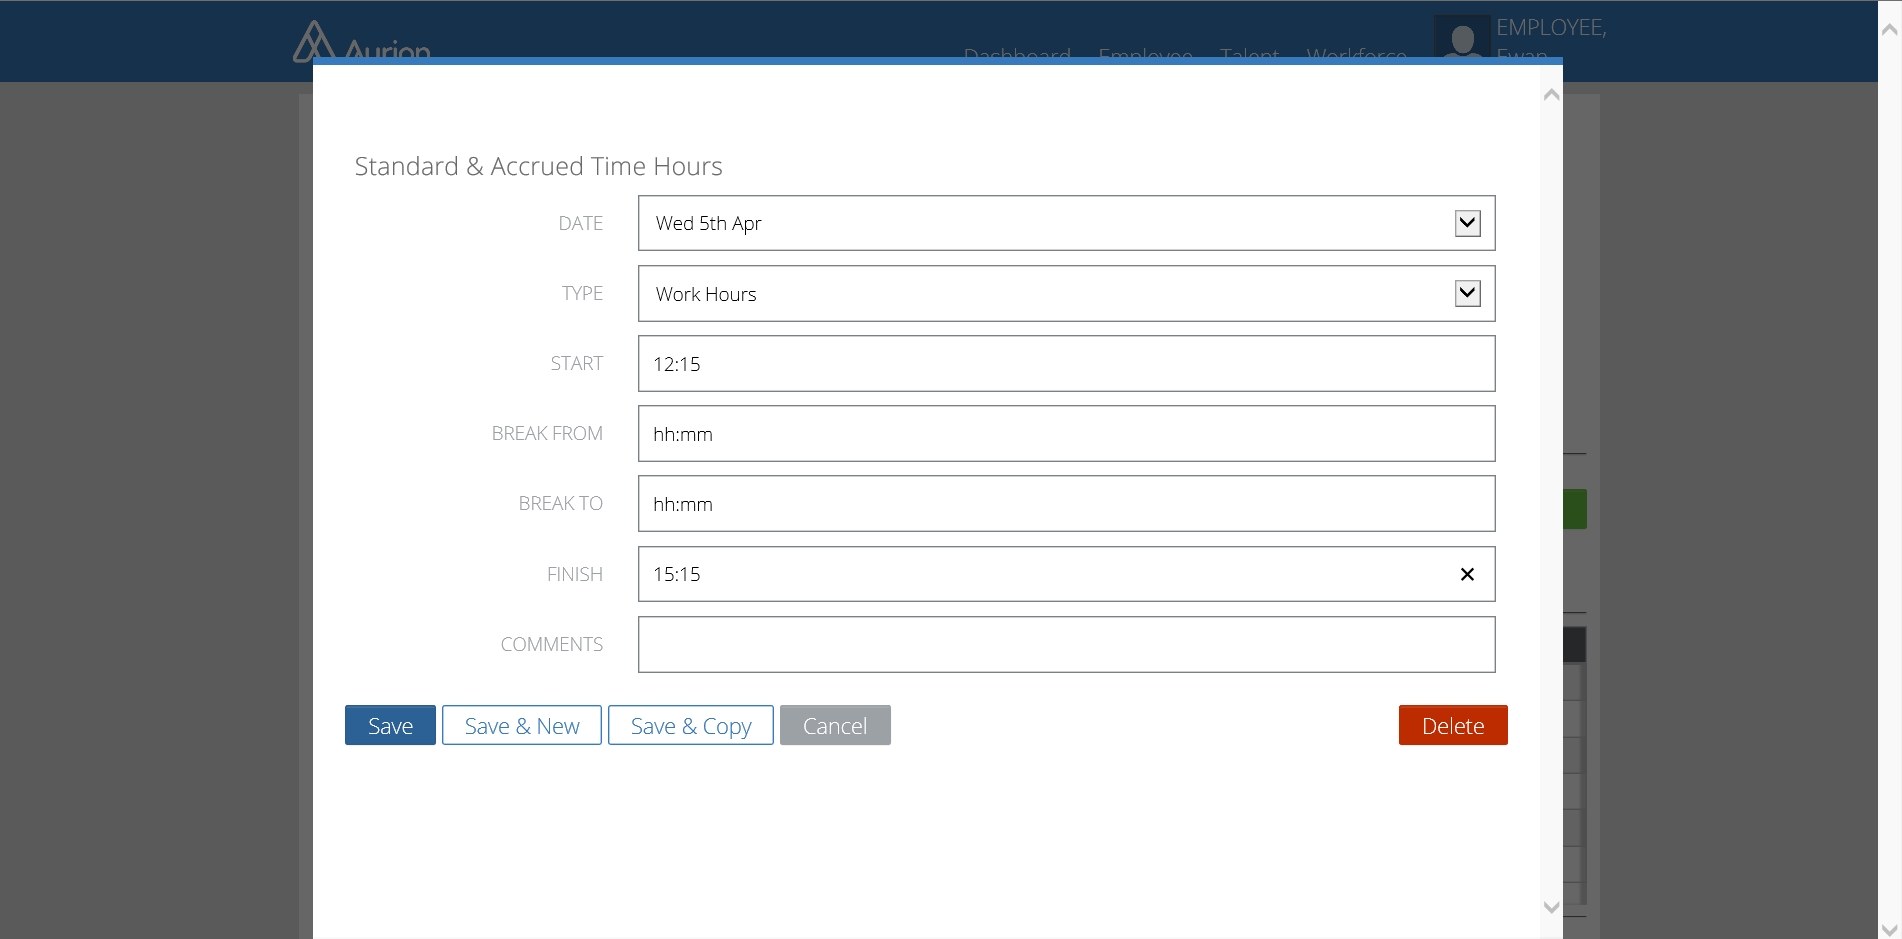 Aurion
Dashboard Employee Talent Workforce
EMPLOYEE,
Ewan
Standard & Accrued Time Hours
DATE Wed 5th Apr
TYPE Work Hours
START 12:15
BREAK FROM hh:mm
BREAK TO hh:mm
FINISH 15:15
COMMENTS
Save Save & New Save & Copy Cancel Delete